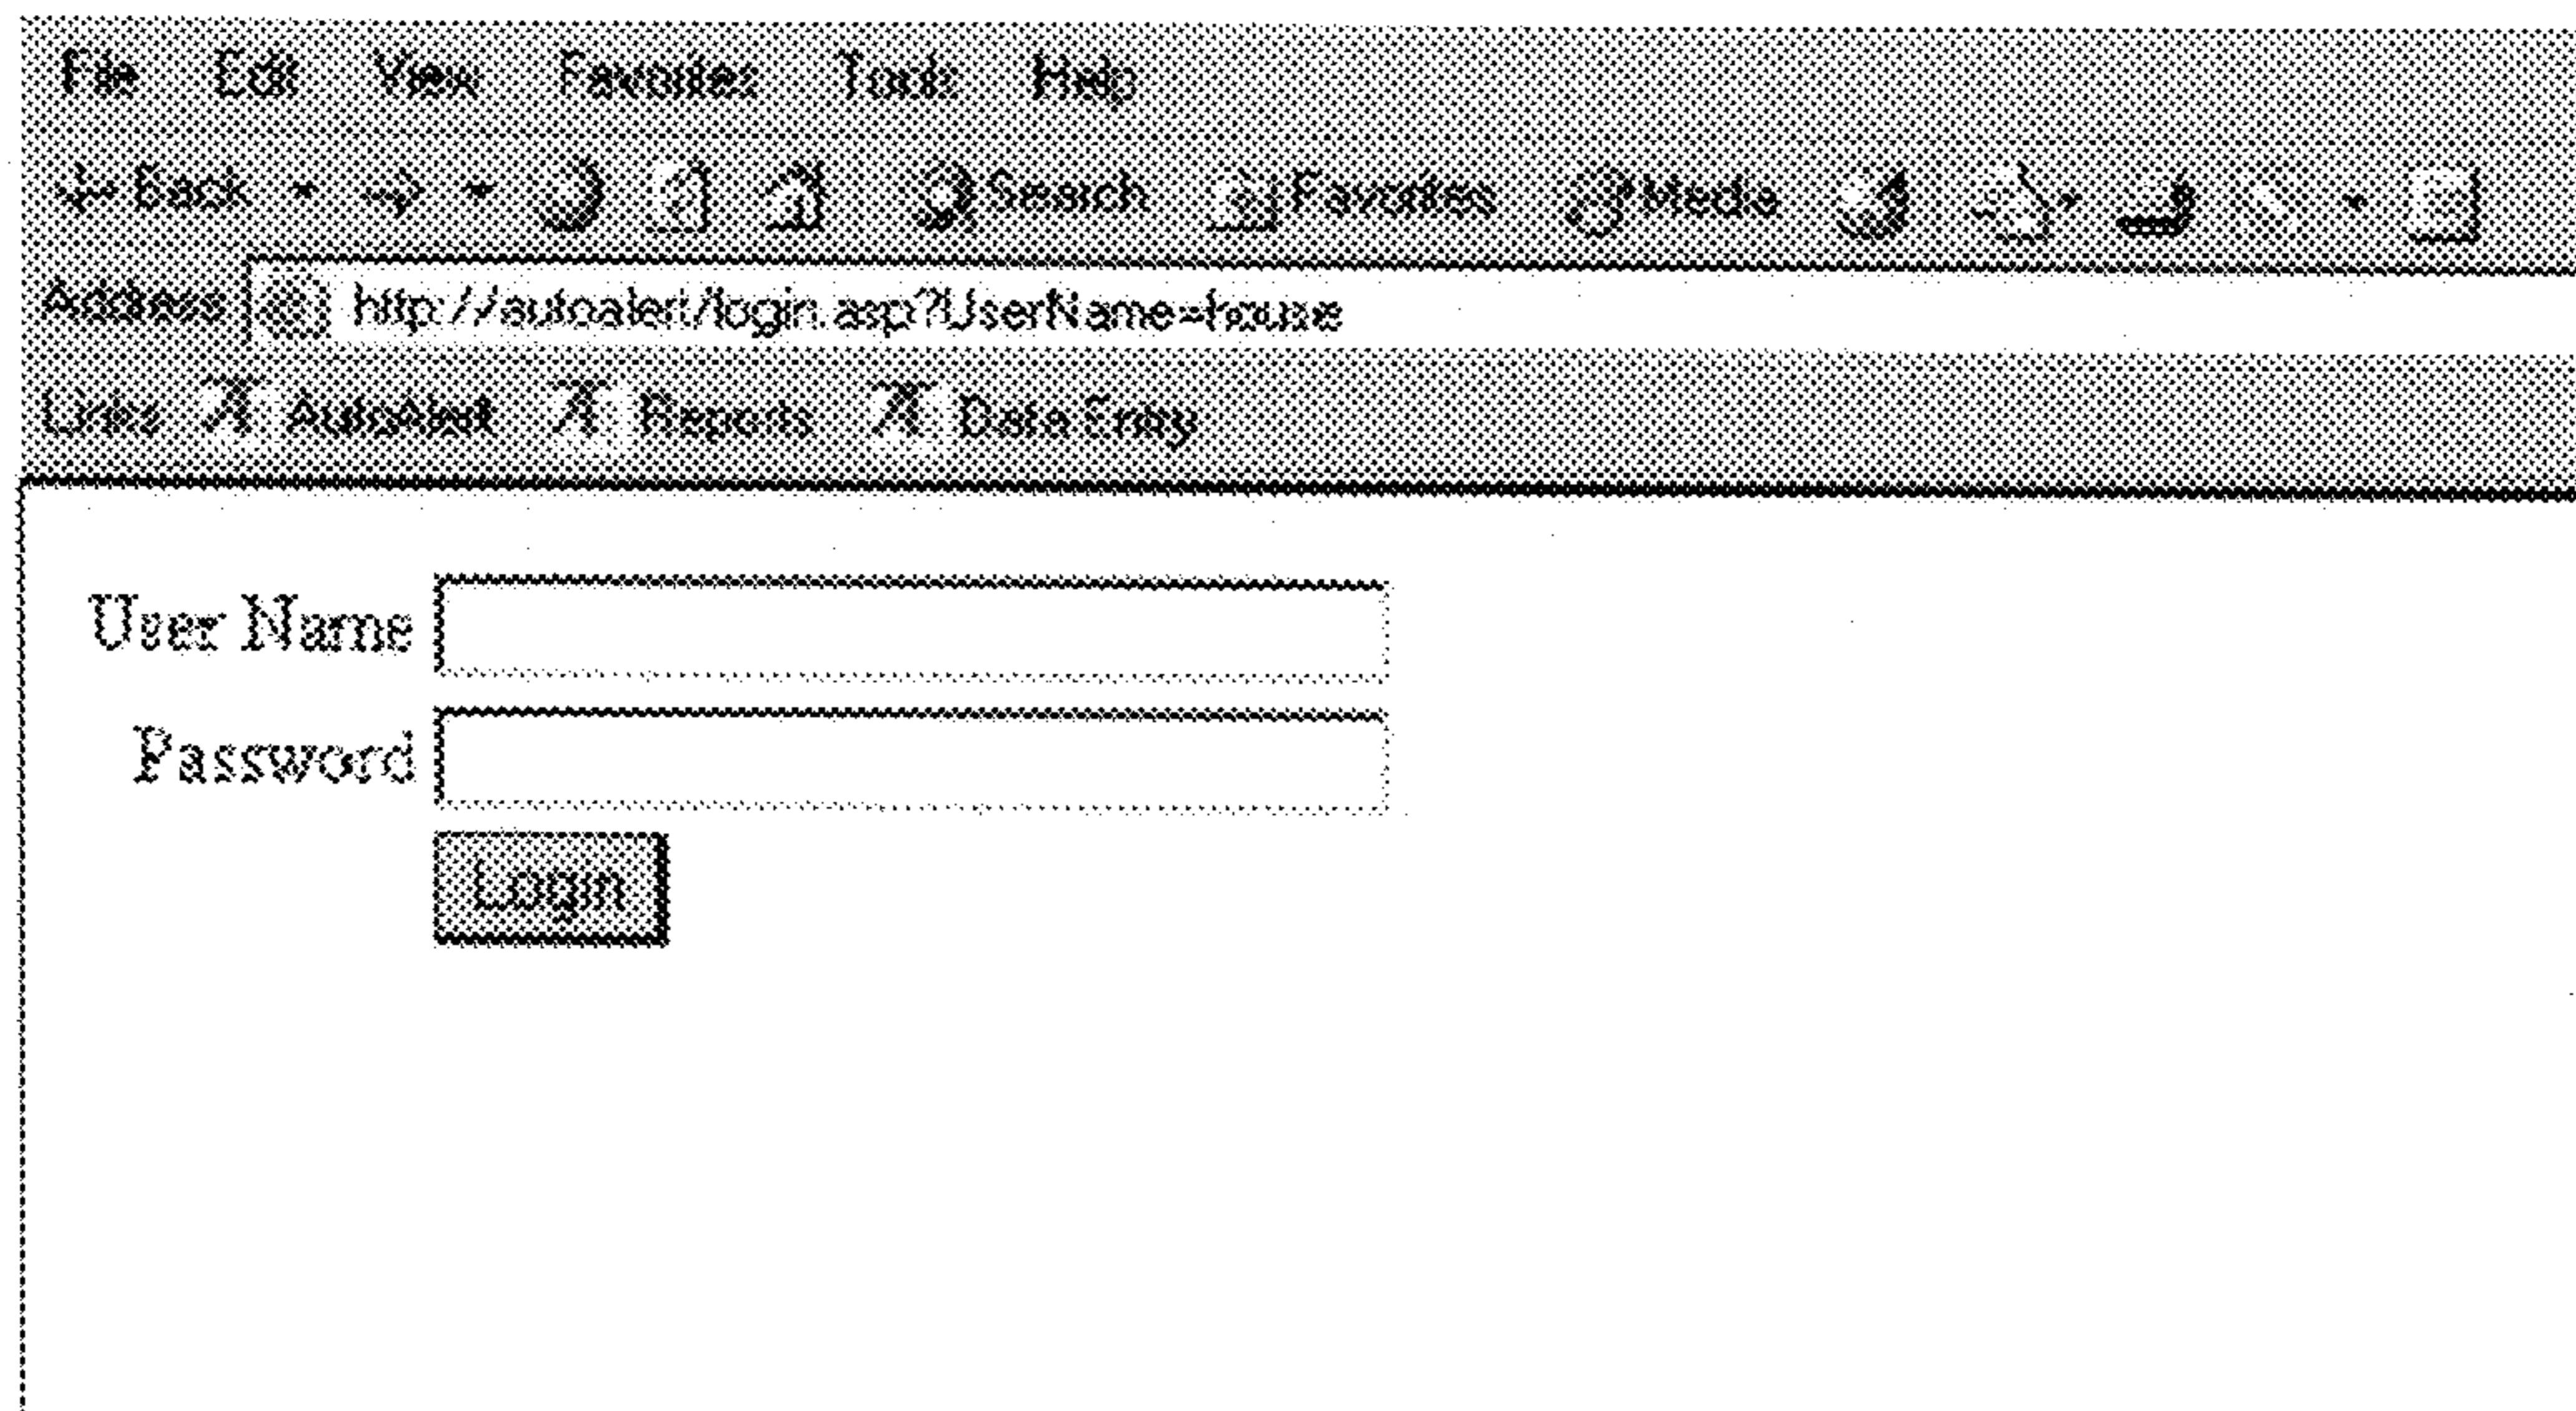 File Edit View Favorites Tools Help
Back Search Favorites Media
Address http://autoalert/login.asp?UserName=house
Links AutoAlert Reports Data Entry
User Name
Password
Login